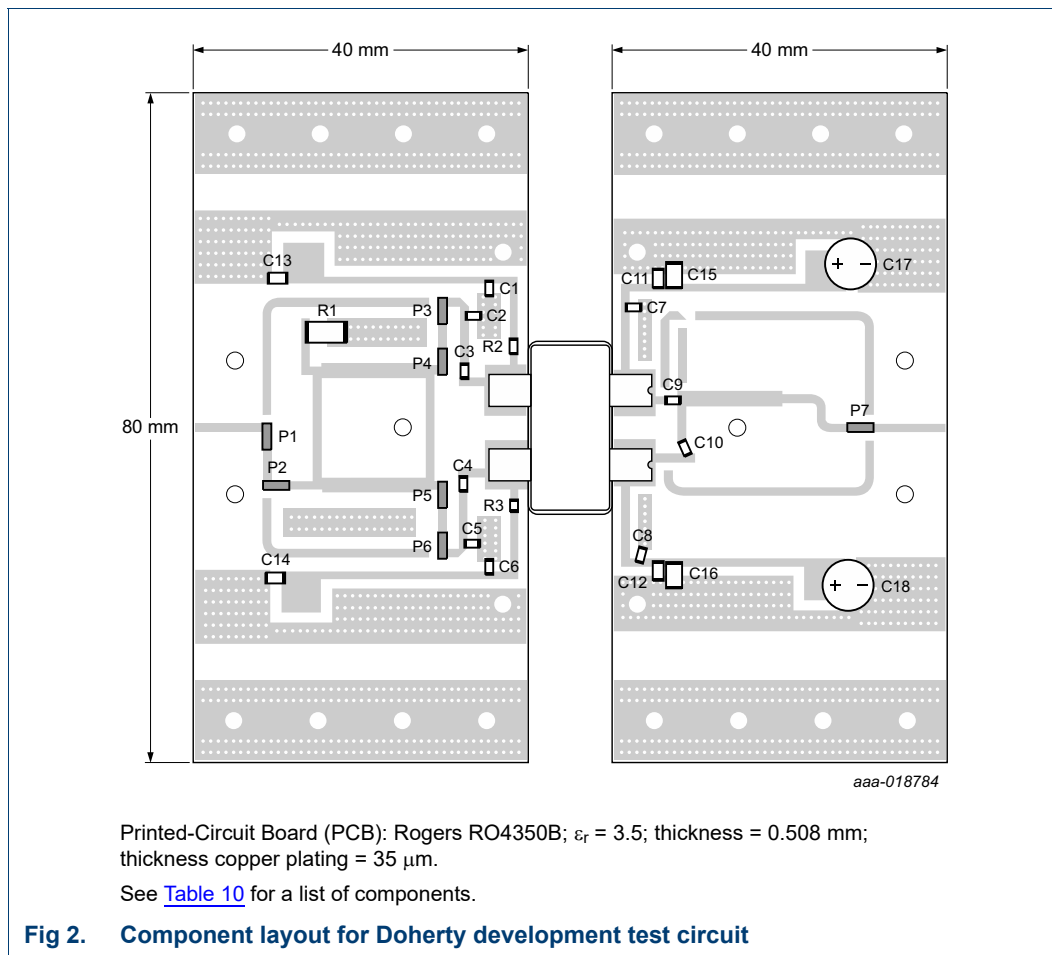 40 mm
40 mm
80 mm
C13
C1
R1
P3
C2
R2
P4
C3
P1
P2
C4
P5
R3
C5
P6
C14
C6
C11
C15
C17
+ −
C7
C9
P7
C10
C8
C12
C16
C18
+ −
aaa-018784
Printed-Circuit Board (PCB): Rogers RO4350B; εr = 3.5; thickness = 0.508 mm;
thickness copper plating = 35 μm.
See Table 10 for a list of components.
Fig 2. Component layout for Doherty development test circuit